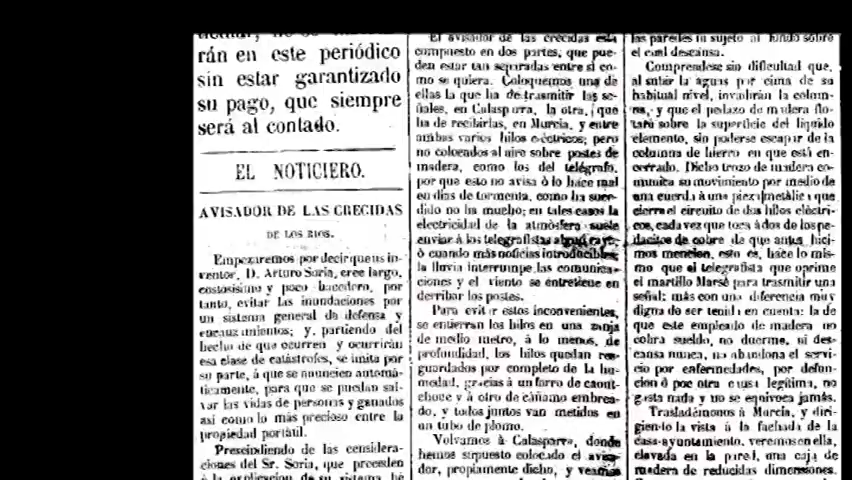 rán en este periódico
sin estar garantizado
su pago, que siempre
será al contado.
EL NOTICIERO.
AVISADOR DE LAS CRECIDAS
DE LOS RIOS.
Empezaremos por decir que su in-
ventor, D. Arturo Soria, cree largo,
costosísimo y poco hacedero, por
tanto, evitar las inundaciones por
un sistema general de defensa y
encauzamientos; y, partiendo del
hecho de que ocurren y ocurrirán
esa clase de catástrofes, se limita por
su parte, á que se anuncien automá-
ticamente, para que se puedan sal-
var las vidas de personas y ganados
así como lo más precioso entre la
propiedad portátil.
Prescindiendo de las considera-
ciones del Sr. Soria, que preceden
á la explicacion de su sistema hé
El avisador de las crecidas está
compuesto en dos partes, que pue-
den estar tan separadas entre sí co-
mo se quiera. Coloquemos una de
ellas la que ha de trasmitir las se-
ñales, en Calasparra, la otra, que
ha de recibirlas, en Murcia, y entre
ambas varios hilos eléctricos; pero
no colocados al aire sobre postes de
madera, como los del telégrafo,
por que esto no avisa ó lo hace mal
en dias de tormenta, como ha suce-
dido no ha mucho; en tales casos la
electricidad de la atmósfera suele
enviar á los telegrafistas algun rayo,
ó cuando más noticias introducibles,
la lluvia interrumpe las comunica-
ciones y el viento se entretiene en
derribar los postes.
Para evitar estos inconvenientes,
se entierran los hilos en una zanja
de medio metro, á lo menos, de
profundidad, los hilos quedan res-
guardados por completo de la hu-
medad, gracias á un forro de caout-
chouc y á otro de cáñamo embrea-
do, y todos juntos van metidos en
un tubo de plomo.
Volvamos á Calasparra, donde
hemos supuesto colocado el avisa-
dor, propiamente dicho, y veamos
las paredes ni sujeto al fondo sobre
el cual descansa.
Comprendese sin dificultad que,
al subir la aguas por cima de su
habitual nivel, invadirán la colum-
na, y que el pedazo de madera flo-
tará sobre la superficie del líquido
elemento, sin poderse escapar de la
columna de hierro en que está en-
cerrado. Dicho trozo de madera co-
munica su movimiento por medio de
una cuerda á una pieza metálica que
cierra el circuito de dos hilos eléctri-
cos, cada vez que toca á dos de los pe-
dacitos de cobre de que antes hici-
mos mencion, esto es, hace lo mis-
mo que el telegrafista que oprime
el martillo Marsé para trasmitir una
señal; más con una diferencia muy
digna de ser tenida en cuenta: la de
que este empleado de madera no
cobra sueldo, no duerme, ni des-
cansa nunca, no abandona el servi-
cio por enfermedades, por defun-
cion ó poe otra causa legítima, no
gasta nada y no se equivoca jamás.
Trasladémonos á Murcia, y diri-
giendo la vista á la fachada de la
casa-ayuntamiento, veremos en ella,
elevada en la pared, una caja de
madera de reducidas dimensiones.